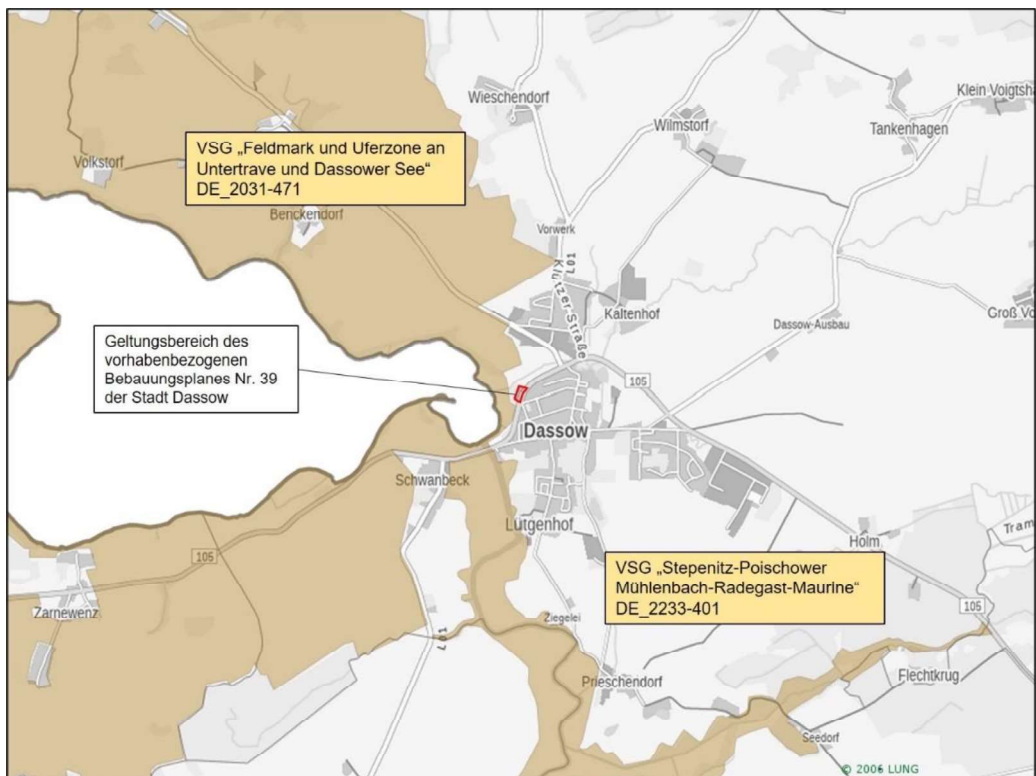 Wieschendorf
Klein Voigtsha
Wilmstorf
Tankenhagen
VSG „Feldmark und Uferzone an
Untertrave und Dassower See“
DE_2031-471
Volkstorf
Benckendorf
Vorwerk
L01
Klützer-Straße
Kaltenhof
Groß Vo
Dassow-Ausbau
Geltungsbereich des
vorhabenbezogenen
Bebauungsplanes Nr. 39
der Stadt Dassow
105
Dassow
Schwanbeck
Lütgenhof
105
Holm
Tram
Zarnewenz
VSG „Stepenitz-Poischower
Mühlenbach-Radegast-Maurine“
DE_2233-401
105
L01
Ziegelei
Prieschendorf
Flechtkrug
Seedorf
© 2006 LUNG